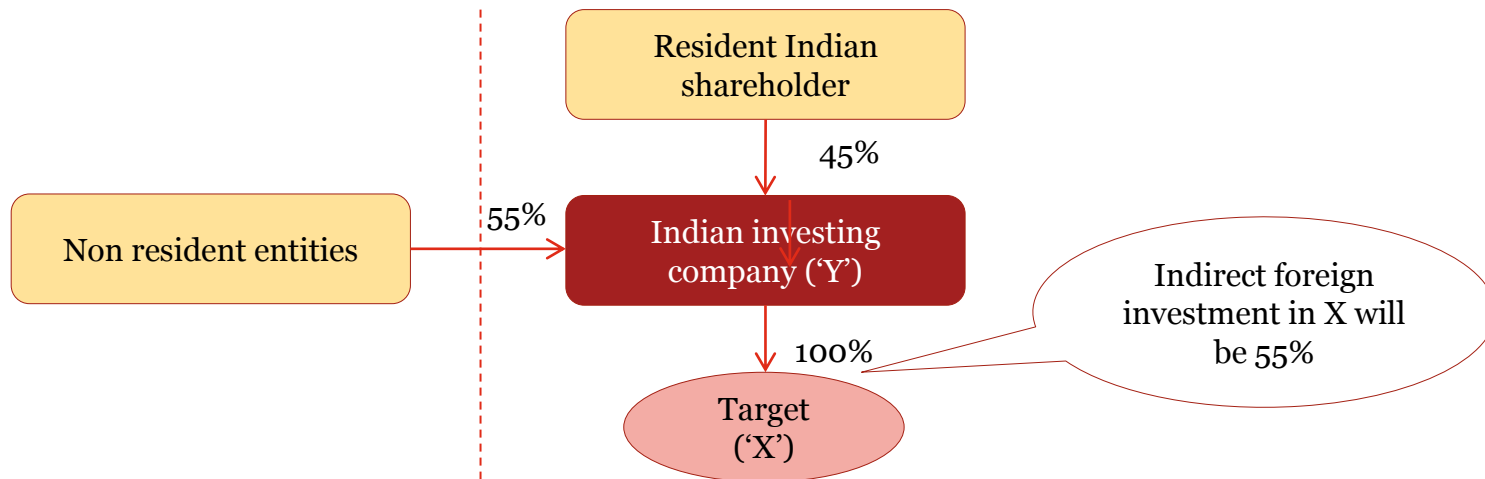 Resident Indian
shareholder
45%
Non resident entities
55%
Indian investing
company (‘Y’)
100%
Indirect foreign
investment in X will
be 55%
Target
(‘X’)